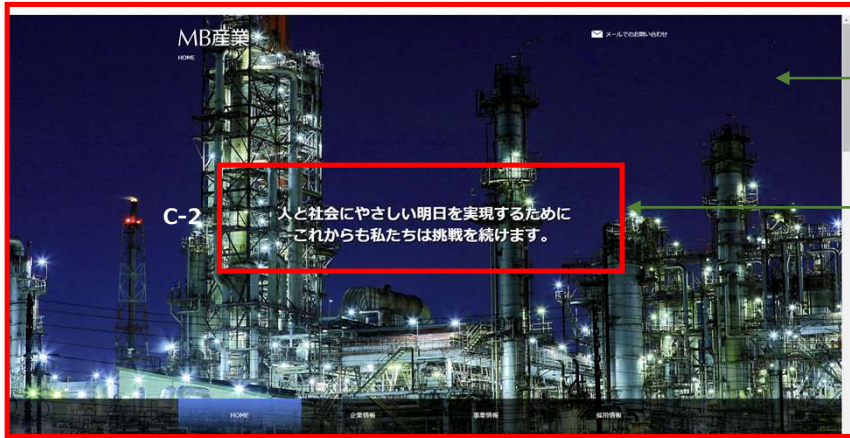 MB産業
メールでのお問い合わせ
HOME
C-2
人と社会にやさしい明日を実現するために
これからも私たちは挑戦を続けます。
HOME 企業情報 事業情報 採用情報